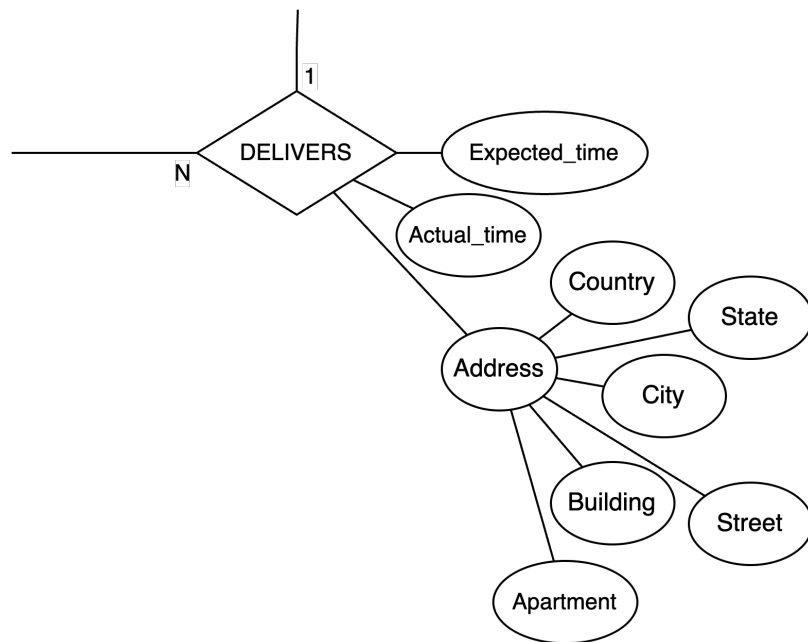 1
DELIVERS
Expected_time
N
Actual_time
Country
State
Address
City
Building
Street
Apartment